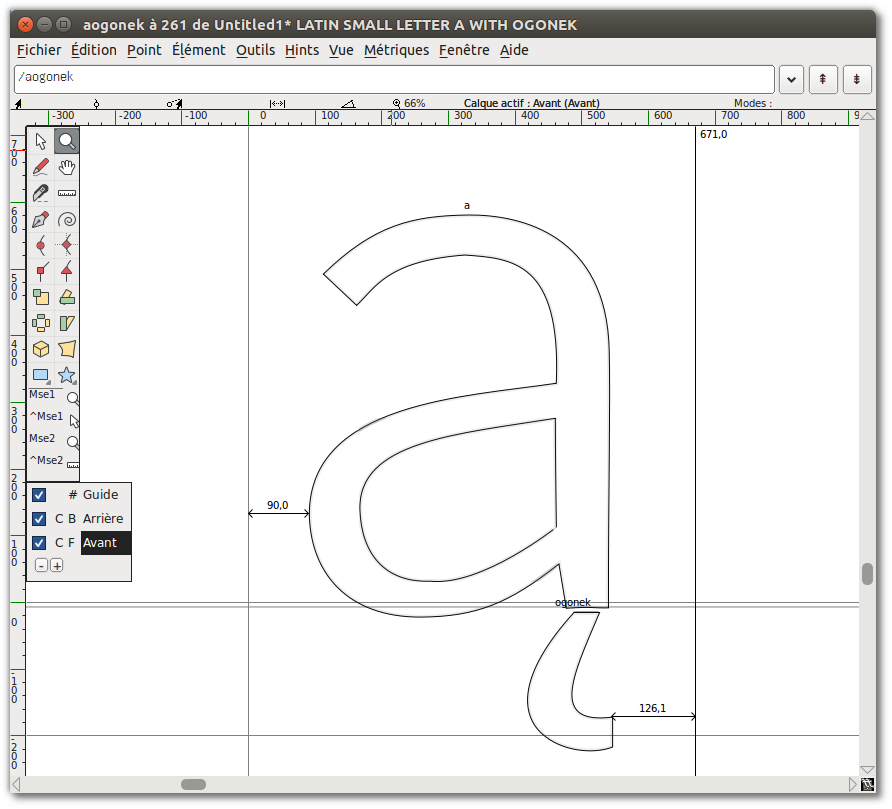 aogonek à 261 de Untitled1* LATIN SMALL LETTER A WITH OGONEK
Fichier Édition Point Élément Outils Hints Vue Métriques Fenêtre Aide
/aogonek
66% Calque actif : Avant (Avant) Modes :
-300 -200 -100 0 100 200 300 400 500 600 700 800 9
671,0
700
a
600
500
400
Mse1
^Mse1
300
Mse2
^Mse2
200
# Guide
90,0
C B Arrière
C F Avant
100
- +
ogonek
0
-100
126,1
-200